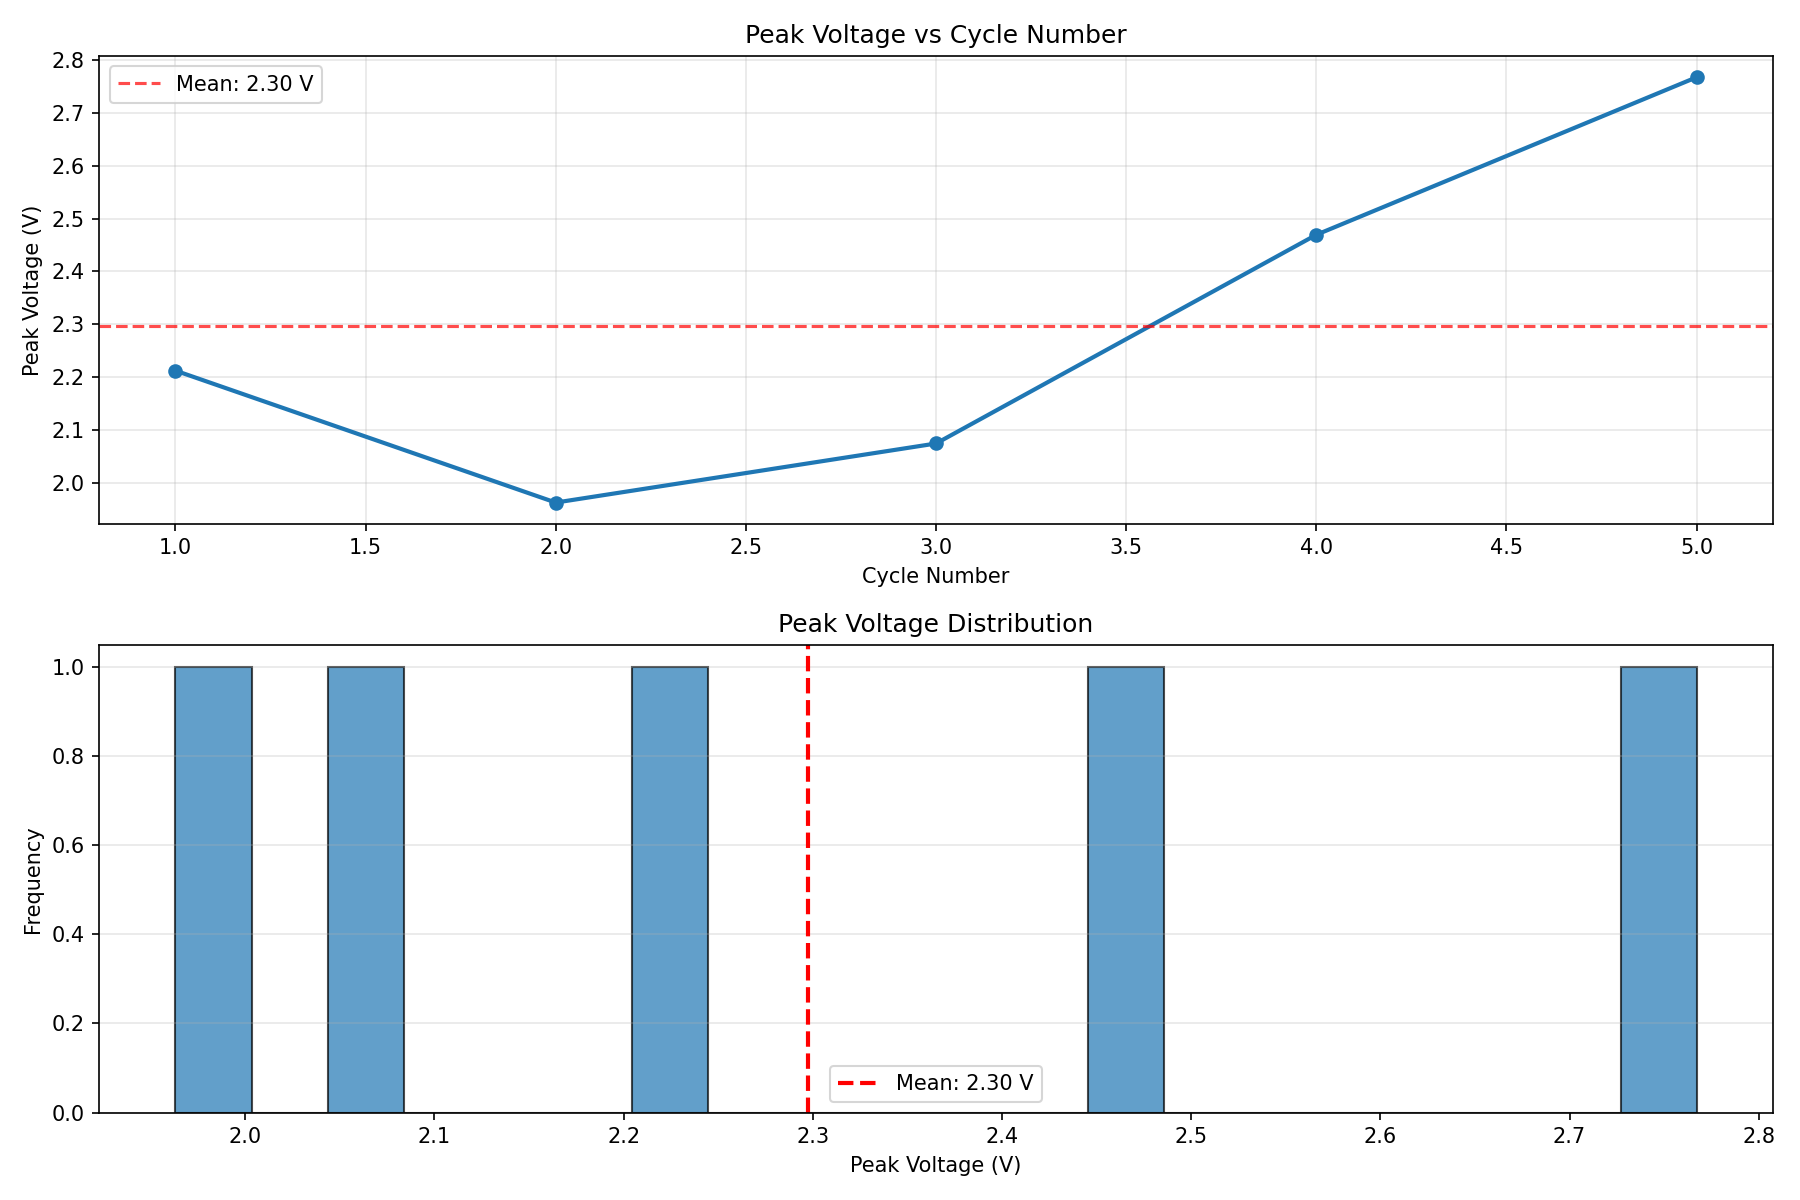 Peak Voltage vs Cycle Number
Mean: 2.30 V
Peak Voltage (V)
2.8
2.7
2.6
2.5
2.4
2.3
2.2
2.1
2.0
1.0 1.5 2.0 2.5 3.0 3.5 4.0 4.5 5.0
Cycle Number
Peak Voltage Distribution
Frequency
1.0
0.8
0.6
0.4
0.2
0.0
Mean: 2.30 V
2.0 2.1 2.2 2.3 2.4 2.5 2.6 2.7 2.8
Peak Voltage (V)